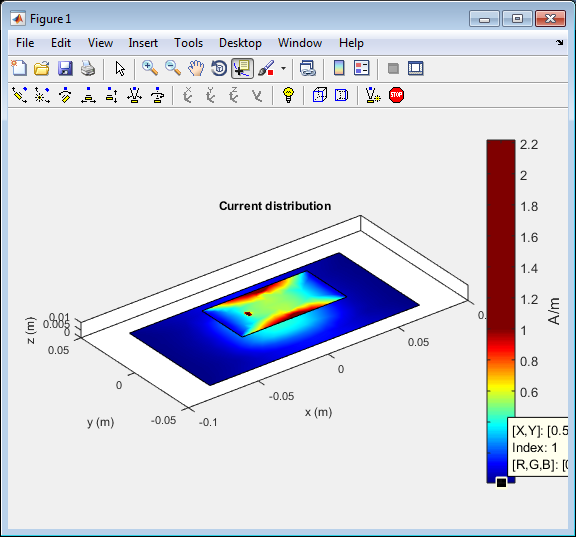 Figure 1
File Edit View Insert Tools Desktop Window Help
STOP
Current distribution
2.2
2
1.8
1.6
1.4
1.2
1
0.8
0.6
A/m
0.01
0.005
0
z (m)
0.05
0
-0.05
y (m)
-0.1
-0.05
0
0.05
x (m)
[X,Y]: [0.5
Index: 1
[R,G,B]: [0